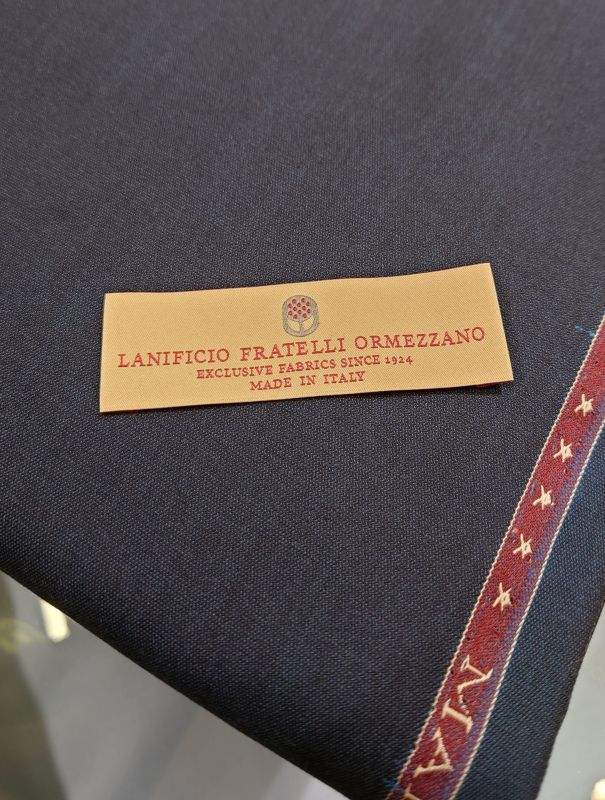 LANIFICIO FRATELLI ORMEZZANO
EXCLUSIVE FABRICS SINCE 1924
MADE IN ITALY